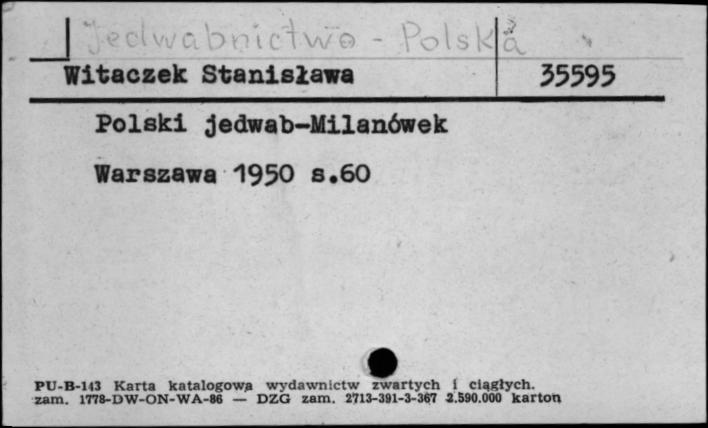 Jedwabnictwo - Polska
Witaczek Stanisława 35595
Polski jedwab-Milanówek
Warszawa 1950 s.60
PU-B-143 Karta katalogowa wydawnictw zwartych i ciągłych.
zam. 1778-DW-ON-WA-86 — DZG zam. 2713-391-3-367 2.590.000 karton